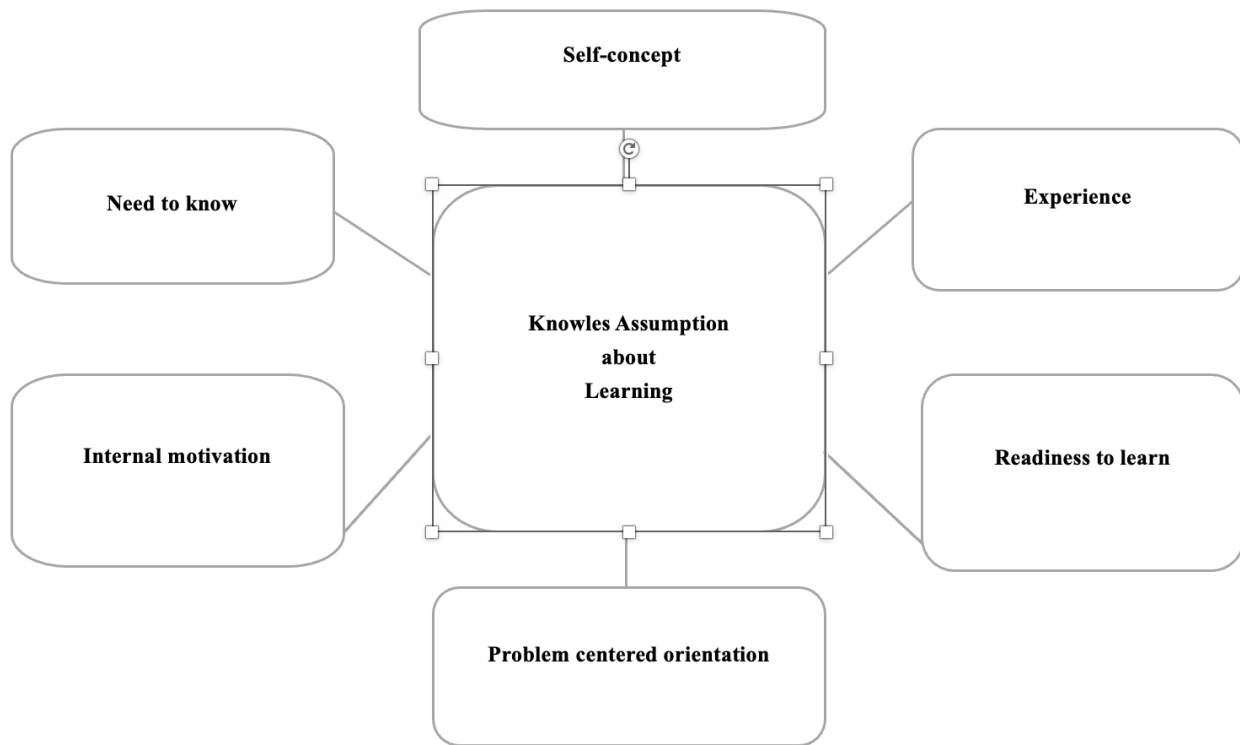 Self-concept
Need to know
Experience
Knowles Assumption
about
Learning
Internal motivation
Readiness to learn
Problem centered orientation